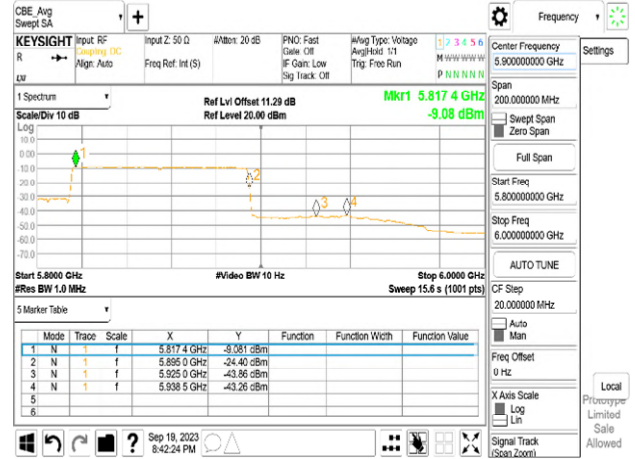 CBE_Avg
Swept SA
Frequency
KEYSIGHT
R
Input: RF
Coupling: DC
Align: Auto
Input Z: 50 Ω
Freq Ref: Int (S)
#Atten: 20 dB
PNO: Fast
Gate: Off
IF Gain: Low
Sig Track: Off
#Avg Type: Voltage
Avg|Hold: 1/1
Trig: Free Run
1 2 3 4 5 6
M W W W W W
P N N N N N
Center Frequency
5.900000000 GHz
Settings
Span
200.000000 MHz
Swept Span
Zero Span
Full Span
Start Freq
5.800000000 GHz
Stop Freq
6.000000000 GHz
AUTO TUNE
CF Step
20.000000 MHz
Auto
Man
Freq Offset
0 Hz
X Axis Scale
Log
Lin
Signal Track
(Span Zoom)
Local
Prototype
Limited
Sale
Allowed
1 Spectrum
Scale/Div 10 dB
Ref Lvl Offset 11.29 dB
Ref Level 20.00 dBm
Mkr1 5.817 4 GHz
-9.08 dBm
Log
10.0
0.00
-10.0
-20.0
-30.0
-40.0
-50.0
-60.0
-70.0
1
2
3
4
Start 5.8000 GHz
#Res BW 1.0 MHz
#Video BW 10 Hz
Stop 6.0000 GHz
Sweep 15.6 s (1001 pts)
5 Marker Table
Mode Trace Scale X Y Function Function Width Function Value
1 N 1 f 5.817 4 GHz -9.081 dBm
2 N 1 f 5.895 0 GHz -24.40 dBm
3 N 1 f 5.925 0 GHz -43.86 dBm
4 N 1 f 5.938 5 GHz -43.26 dBm
5
6
?
Sep 19, 2023
8:42:24 PM